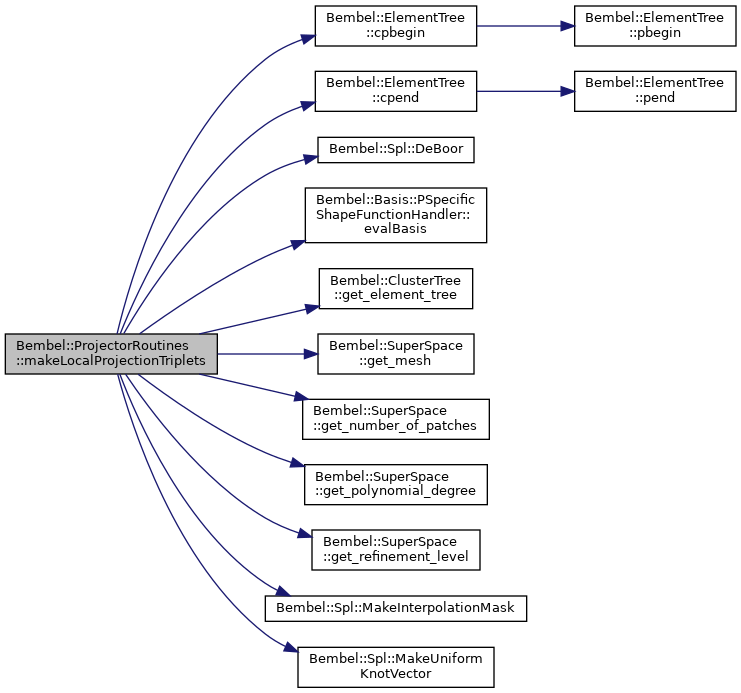 Bembel::ProjectorRoutines
::makeLocalProjectionTriplets
Bembel::ElementTree
::cpbegin
Bembel::ElementTree
::pbegin
Bembel::ElementTree
::cpend
Bembel::ElementTree
::pend
Bembel::Spl::DeBoor
Bembel::Basis::PSpecific
ShapeFunctionHandler::
evalBasis
Bembel::ClusterTree
::get_element_tree
Bembel::SuperSpace
::get_mesh
Bembel::SuperSpace
::get_number_of_patches
Bembel::SuperSpace
::get_polynomial_degree
Bembel::SuperSpace
::get_refinement_level
Bembel::Spl::MakeInterpolationMask
Bembel::Spl::MakeUniform
KnotVector